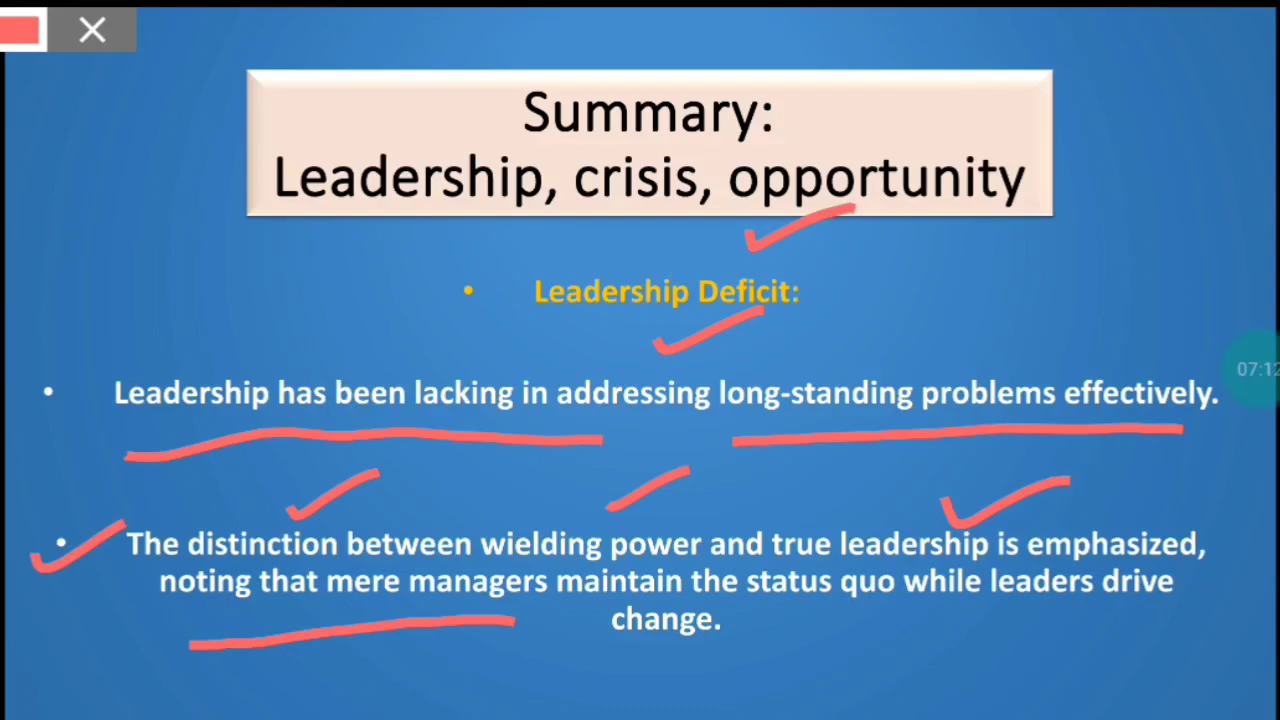 Summary:
Leadership, crisis, opportunity
• Leadership Deficit:
• Leadership has been lacking in addressing long-standing problems effectively.
07:12
• The distinction between wielding power and true leadership is emphasized,
noting that mere managers maintain the status quo while leaders drive
change.